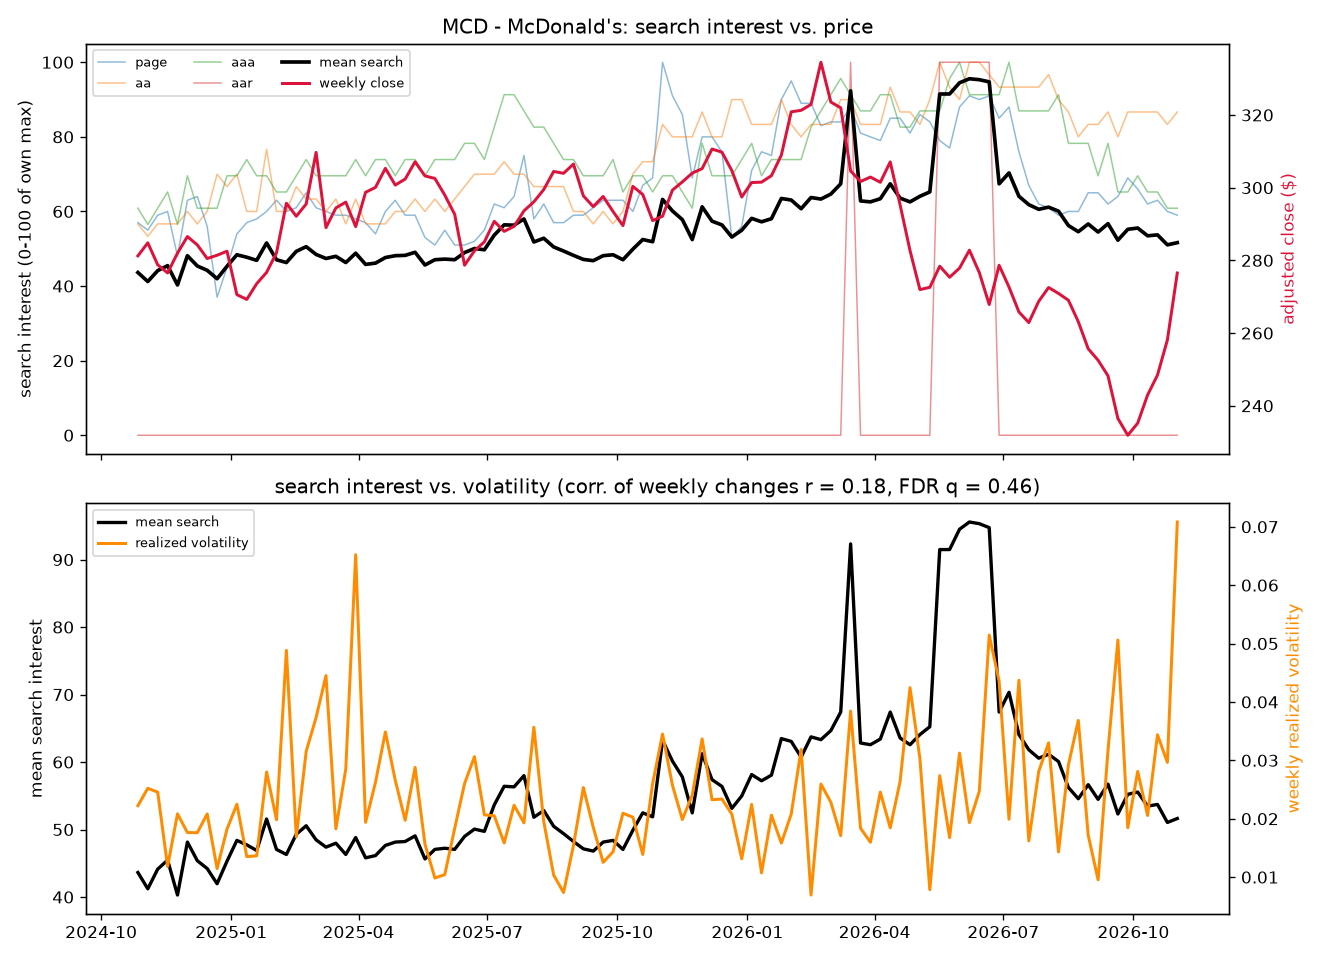 MCD - McDonald's: search interest vs. price
page
aa
aaa
aar
mean search
weekly close
100
80
60
40
20
0
search interest (0-100 of own max)
320
300
280
260
240
adjusted close ($)
search interest vs. volatility (corr. of weekly changes r = 0.18, FDR q = 0.46)
mean search
realized volatility
90
80
70
60
50
40
mean search interest
0.07
0.06
0.05
0.04
0.03
0.02
0.01
weekly realized volatility
2024-10
2025-01
2025-04
2025-07
2025-10
2026-01
2026-04
2026-07
2026-10